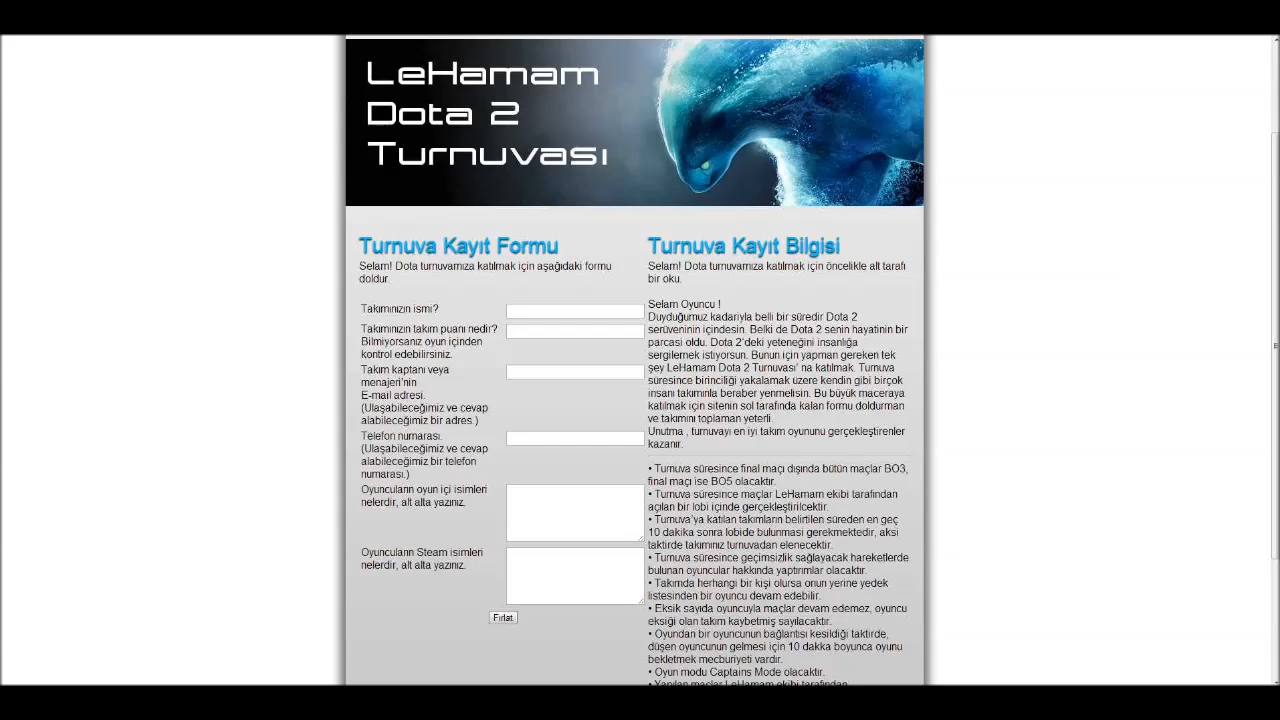 LeHamam
Dota 2
Turnuvası
Turnuva Kayıt Formu
Selam! Dota turnuvamıza katılmak için aşağıdaki formu
doldur.
Takımınızın ismi?
Takımınızın takım puanı nedir?
Bilmiyorsanız oyun içinden
kontrol edebilirsiniz.
Takım kaptanı veya
menajeri'nin
E-mail adresi.
(Ulaşabileceğimiz ve cevap
alabileceğimiz bir adres.)
Telefon numarası.
(Ulaşabileceğimiz ve cevap
alabileceğimiz bir telefon
numarası.)
Oyuncuların oyun içi isimleri
nelerdir, alt alta yazınız.
Oyuncuların Steam isimleri
nelerdir, alt alta yazınız.
Fırlat
Turnuva Kayıt Bilgisi
Selam! Dota turnuvamıza katılmak için öncelikle alt tarafı
bir oku.
Selam Oyuncu !
Duyduğumuz kadarıyla belli bir süredir Dota 2
serüveninin içindesin. Belki de Dota 2 senin hayatinin bir
parcasi oldu. Dota 2'deki yeteneğini insanlığa
sergilemek istiyorsun. Bunun için yapman gereken tek
şey LeHamam Dota 2 Turnuvası' na katılmak. Turnuva
süresince birinciliği yakalamak üzere kendin gibi birçok
insanı takımınla beraber yenmelisin. Bu büyük maceraya
katılmak için sitenin sol tarafında kalan formu doldurman
ve takımını toplaman yeterli.
Unutma , turnuvayı en iyi takım oyununu gerçekleştirenler
kazanır.
• Turnuva süresince final maçı dışında bütün maçlar BO3,
final maçı ise BO5 olacaktır.
• Turnuva süresince maçlar LeHamam ekibi tarafından
açılan bir lobi içinde gerçekleştirilcektir.
• Turnuva'ya katılan takımların belirtilen süreden en geç
10 dakika sonra lobide bulunması gerekmektedir, aksi
taktirde takımınız turnuvadan elenecektir.
• Turnuva süresince geçimsizlik sağlayacak hareketlerde
bulunan oyuncular hakkında yaptırımlar olacaktır.
• Takımda herhangi bir kişi olursa onun yerine yedek
listesinden bir oyuncu devam edebilir.
• Eksik sayıda oyuncuyla maçlar devam edemez, oyuncu
eksiği olan takım kaybetmiş sayılacaktır.
• Oyundan bir oyuncunun bağlantısı kesildiği taktirde,
düşen oyuncunun gelmesi için 10 dakka boyunca oyunu
bekletmek mecburiyeti vardır.
• Oyun modu Captains Mode olacaktır.
• Yapılan maçlar LeHamam ekibi tarafından